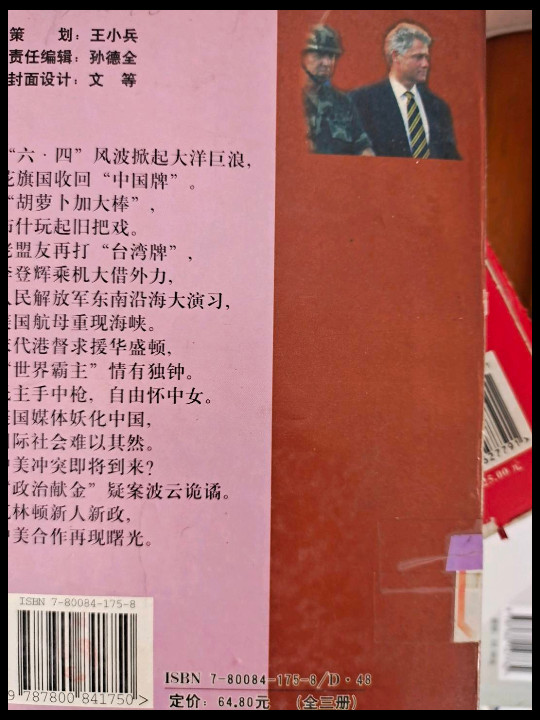 策　划：王小兵
责任编辑：孙德全
封面设计：文　等
“六·四”风波掀起大洋巨浪，
花旗国收回“中国牌”。
“胡萝卜加大棒”，
布什玩起旧把戏。
老盟友再打“台湾牌”，
李登辉乘机大借外力，
人民解放军东南沿海大演习，
美国航母重现海峡。
末代港督求援华盛顿，
“世界霸主”情有独钟。
民主手中枪，自由怀中女。
美国媒体妖化中国，
国际社会难以其然。
中美冲突即将到来？
“政治献金”疑案波云诡谲。
克林顿新人新政，
中美合作再现曙光。
ISBN 7-80084-175-8
9 787800 841750 >
ISBN 7-80084-175-8/D·48
定价：64.80元　（全三册）